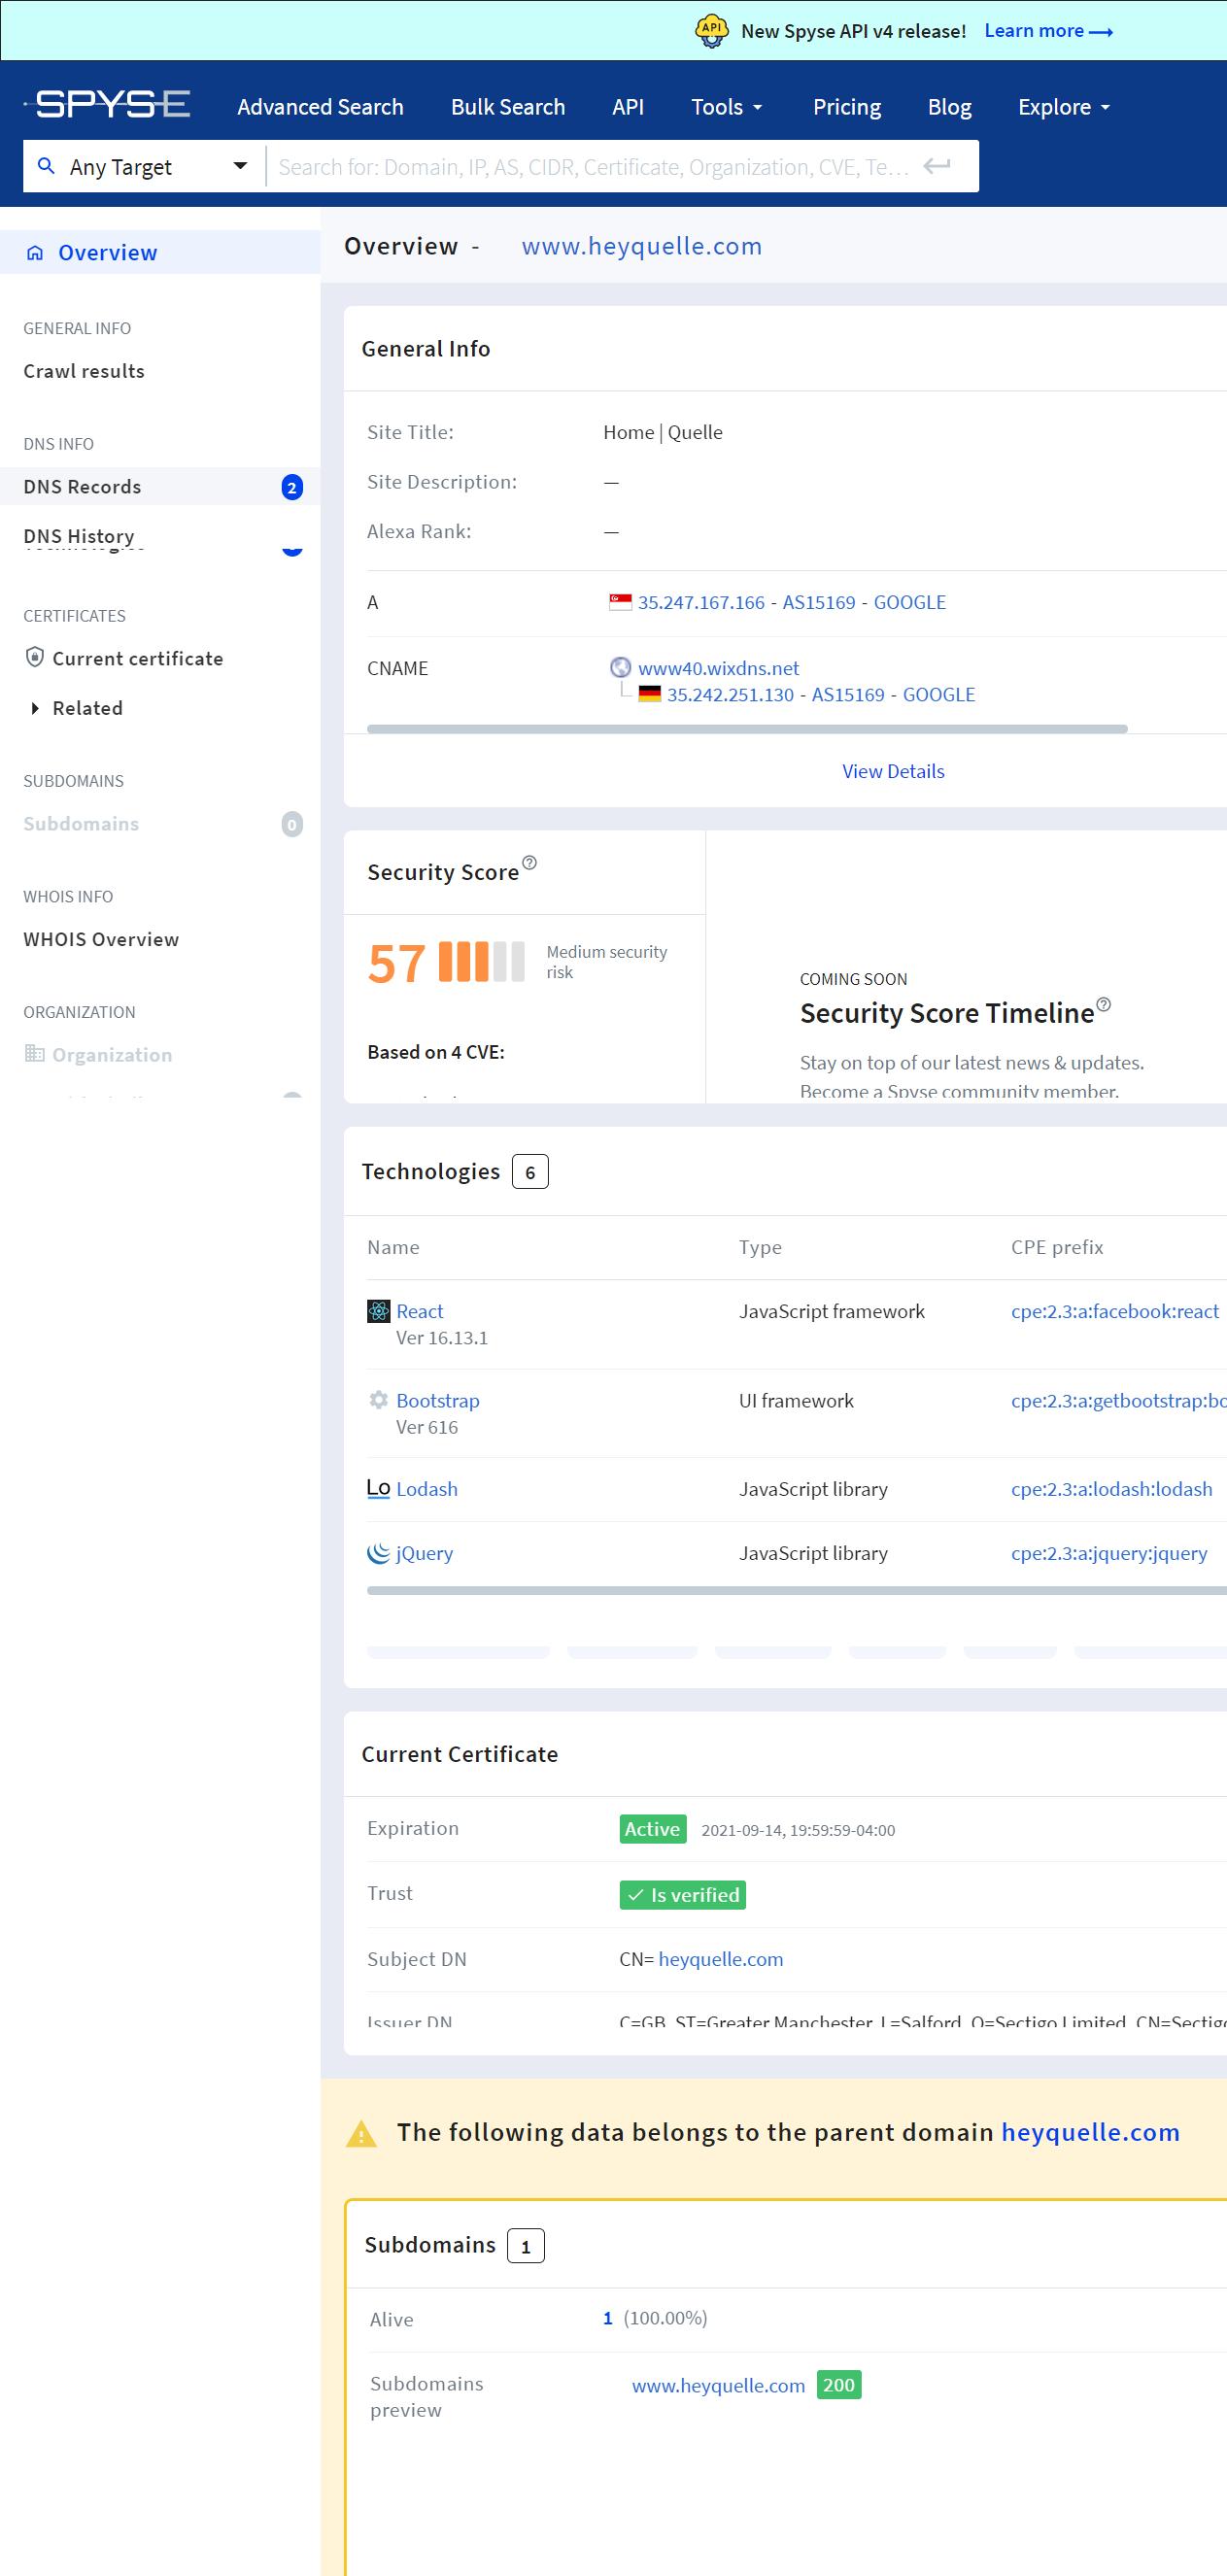 API New Spyse API v4 release! Learn more
SPYSE Advanced Search Bulk Search API Tools Pricing Blog Explore
Any Target Search for: Domain, IP, AS, CIDR, Certificate, Organization, CVE, Te…
Overview
GENERAL INFO
Crawl results
DNS INFO
DNS Records 2
DNS History
Technologies
CERTIFICATES
Current certificate
Related
SUBDOMAINS
Subdomains 0
WHOIS INFO
WHOIS Overview
ORGANIZATION
Organization
Overview - www.heyquelle.com
General Info
Site Title: Home | Quelle
Site Description: —
Alexa Rank: —
A 35.247.167.166 - AS15169 - GOOGLE
CNAME www40.wixdns.net
35.242.251.130 - AS15169 - GOOGLE
View Details
Security Score
57 Medium security
risk
Based on 4 CVE:
COMING SOON
Security Score Timeline
Stay on top of our latest news & updates.
Become a Spyse community member.
Technologies 6
Name Type CPE prefix
React JavaScript framework cpe:2.3:a:facebook:react
Ver 16.13.1
Bootstrap UI framework cpe:2.3:a:getbootstrap:bo
Ver 616
Lo Lodash JavaScript library cpe:2.3:a:lodash:lodash
jQuery JavaScript library cpe:2.3:a:jquery:jquery
Current Certificate
Expiration Active 2021-09-14, 19:59:59-04:00
Trust Is verified
Subject DN CN= heyquelle.com
Issuer DN C=GB, ST=Greater Manchester, L=Salford, O=Sectigo Limited, CN=Sectigo
The following data belongs to the parent domain heyquelle.com
Subdomains 1
Alive 1 (100.00%)
Subdomains
preview
www.heyquelle.com 200